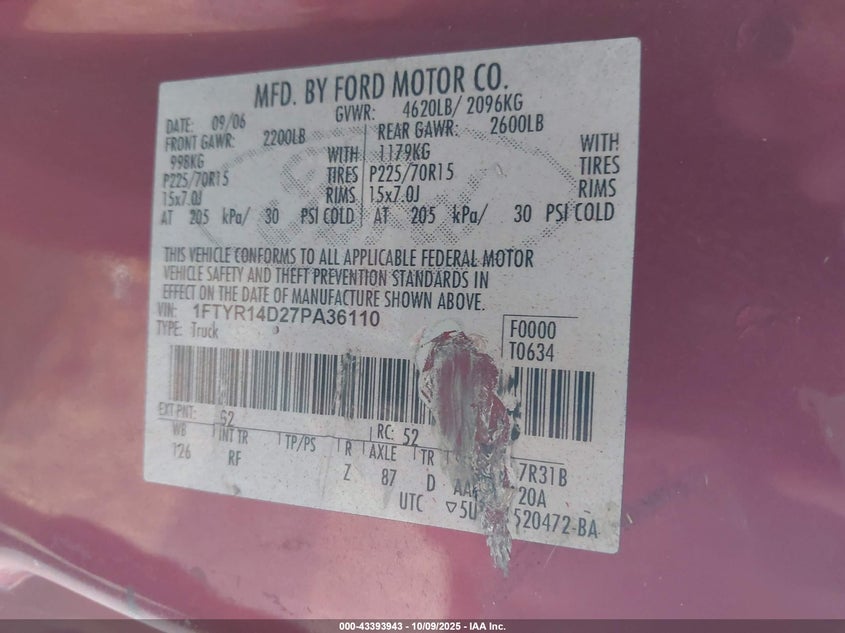 MFD. BY FORD MOTOR CO.
DATE: 09/06 GVWR: 4620LB/ 2096KG
FRONT GAWR: 2200LB REAR GAWR: 2600LB
998KG WITH 1179KG WITH
P225/70R15 TIRES P225/70R15 TIRES
15x7.0J RIMS 15x7.0J RIMS
AT 205 kPa/ 30 PSI COLD AT 205 kPa/ 30 PSI COLD
THIS VEHICLE CONFORMS TO ALL APPLICABLE FEDERAL MOTOR
VEHICLE SAFETY AND THEFT PREVENTION STANDARDS IN
EFFECT ON THE DATE OF MANUFACTURE SHOWN ABOVE.
VIN: 1FTYR14D27PA36110 F0000
TYPE: Truck T0634
EXT PNT: G2 RC: 52
WB INT TR TP/PS R AXLE TR 7R31B
126 RF Z 87 D 20A
UTC ▽5U 520472-BA
000-43393943 | 10/09/2025 - IAA Inc.